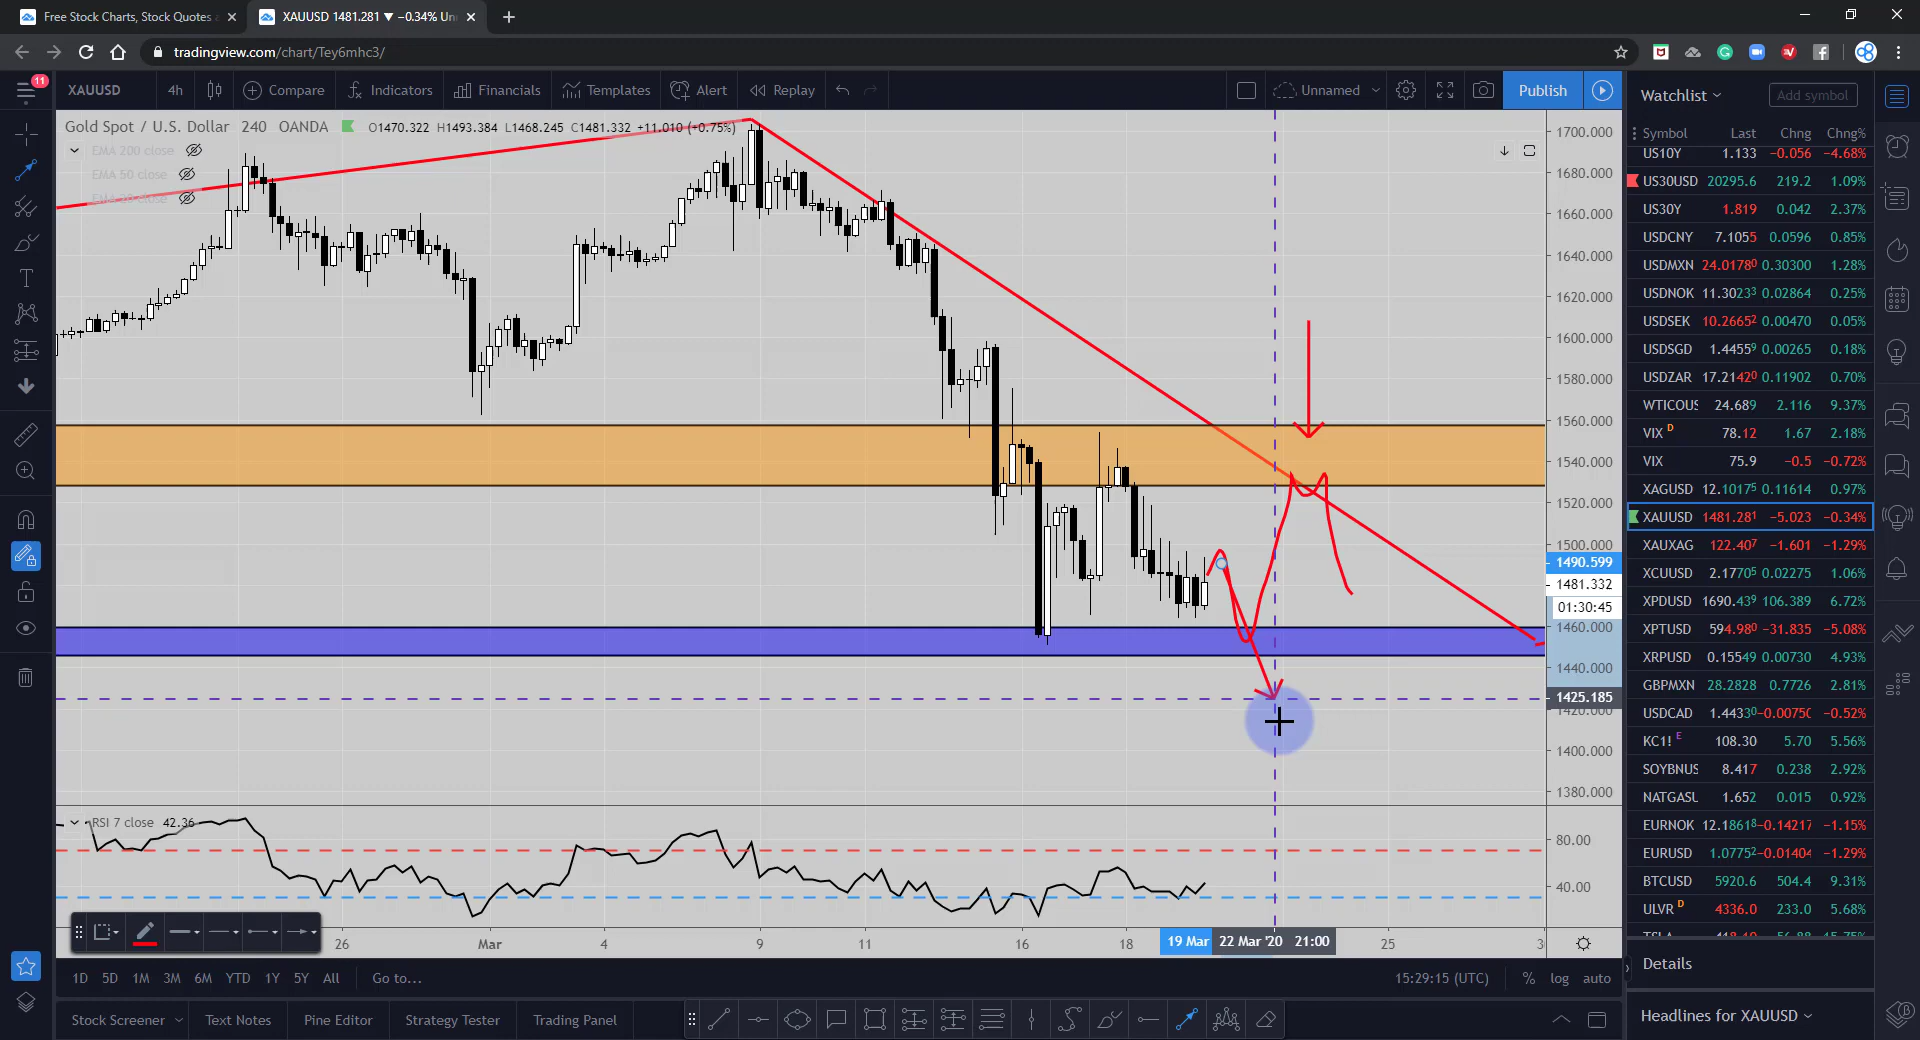 Free Stock Charts, Stock Quotes
XAUUSD 1481.281 ▼ −0.34% Un
tradingview.com/chart/Tey6mhc3/
11
XAUUSD 4h Compare Indicators Financials Templates Alert Replay Unnamed Publish
Gold Spot / U.S. Dollar 240 OANDA O1470.322 H1493.384 L1468.245 C1481.332 +11.010 (+0.75%)
EMA 200 close
EMA 50 close
1700.000
1680.000
1660.000
1640.000
1620.000
1600.000
1580.000
1560.000
1540.000
1520.000
1500.000
1490.599
1481.332
01:30:45
1460.000
1440.000
1425.185
1420.000
1400.000
1380.000
RSI 7 close 42.36
80.00
40.00
26 Mar 4 9 11 16 18 19 Mar 22 Mar '20 21:00 25
1D 5D 1M 3M 6M YTD 1Y 5Y All Go to... 15:29:15 (UTC) % log auto
Stock Screener Text Notes Pine Editor Strategy Tester Trading Panel
Watchlist Add symbol
Symbol Last Chng Chng%
US10Y 1.133 −0.056 −4.68%
US30USD 20295.6 219.2 1.09%
US30Y 1.819 0.042 2.37%
USDCNY 7.1055 0.0596 0.85%
USDMXN 24.0178⁰ 0.30300 1.28%
USDNOK 11.3023³ 0.02864 0.25%
USDSEK 10.2665² 0.00470 0.05%
USDSGD 1.4455⁹ 0.00265 0.18%
USDZAR 17.2142⁰ 0.11902 0.70%
WTICOUS 24.689 2.116 9.37%
VIX D 78.12 1.67 2.18%
VIX 75.9 −0.5 −0.72%
XAGUSD 12.1017⁵ 0.11614 0.97%
XAUUSD 1481.28¹ −5.023 −0.34%
XAUXAG 122.40⁷ −1.601 −1.29%
XCUUSD 2.1770⁵ 0.02275 1.06%
XPDUSD 1690.43⁹ 106.389 6.72%
XPTUSD 594.98⁰ −31.835 −5.08%
XRPUSD 0.15549 0.00730 4.93%
GBPMXN 28.2828 0.7726 2.81%
USDCAD 1.4433⁰ −0.0075 −0.52%
KC1! E 108.30 5.70 5.56%
SOYBNUS 8.417 0.238 2.92%
NATGASU 1.652 0.015 0.92%
EURNOK 12.1861⁸ −0.14217 −1.15%
EURUSD 1.0775² −0.01404 −1.29%
BTCUSD 5920.6 504.4 9.31%
ULVR D 4336.0 233.0 5.68%
Details
Headlines for XAUUSD